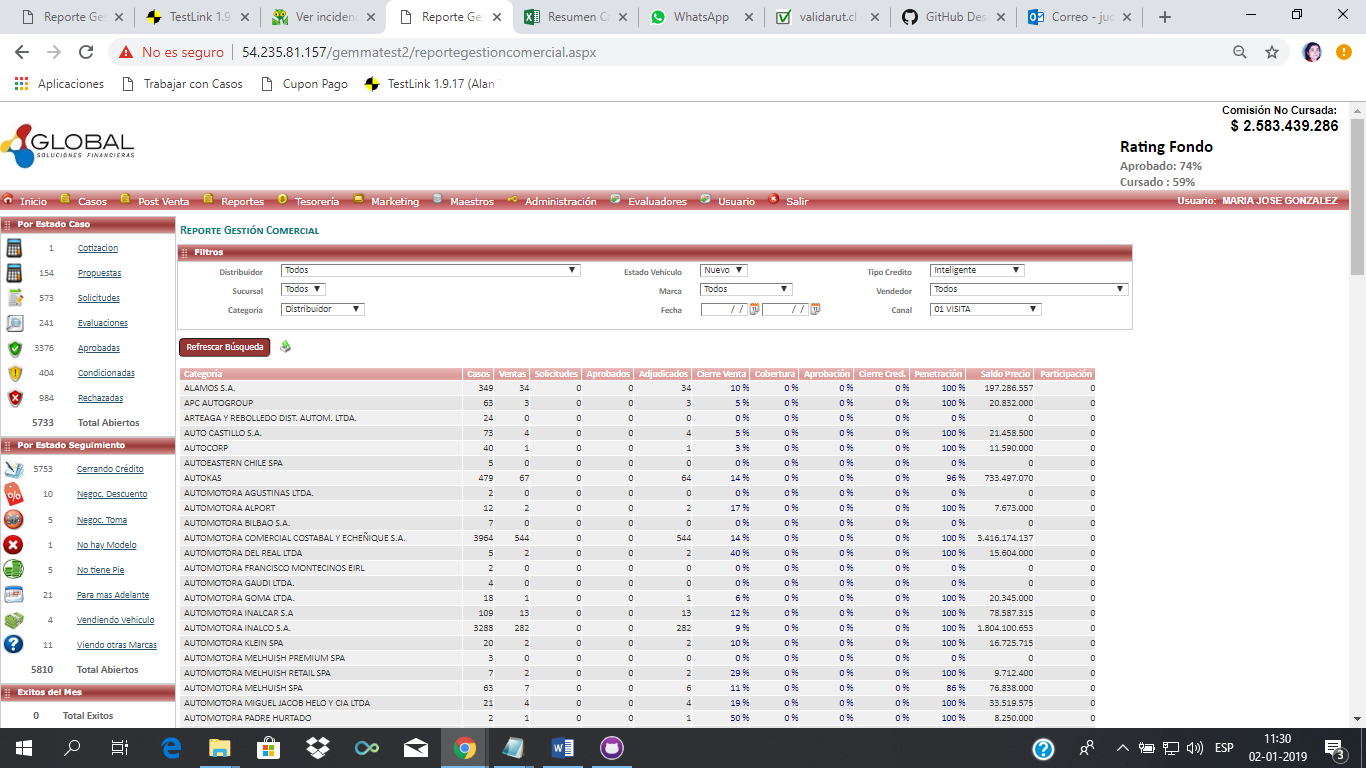 Reporte Ges
TestLink 1.9
Ver inciden
Reporte Ges
Resumen C
WhatsApp
validarut.cl
GitHub Des
Correo - juc
No es seguro
54.235.81.157/gemmatest2/reportegestioncomercial.aspx
Aplicaciones
Trabajar con Casos
Cupon Pago
TestLink 1.9.17 (Alan
Comisión No Cursada:
$ 2.583.439.286
GLOBAL
SOLUCIONES FINANCIERAS
Rating Fondo
Aprobado: 74%
Cursado : 59%
Inicio Casos Post Venta Reportes Tesorería Marketing Maestros Administración Evaluadores Usuario Salir Usuario: MARIA JOSE GONZALEZ
Por Estado Caso
1 Cotizacion
154 Propuestas
573 Solicitudes
241 Evaluaciones
3376 Aprobadas
404 Condicionadas
984 Rechazadas
5733 Total Abiertos
Por Estado Seguimiento
5753 Cerrando Crédito
10 Negoc. Descuento
5 Negoc. Toma
1 No hay Modelo
5 No tiene Pie
21 Para mas Adelante
4 Vendiendo Vehiculo
11 Viendo otras Marcas
5810 Total Abiertos
Exitos del Mes
0 Total Exitos
Reporte Gestión Comercial
Filtros
Distribuidor Todos Estado Vehículo Nuevo Tipo Credito Inteligente
Sucursal Todos Marca Todos Vendedor Todos
Categoria Distribuidor Fecha / / / / Canal 01 VISITA
Refrescar Búsqueda
Categoría Casos Ventas Solicitudes Aprobados Adjudicados Cierre Venta Cobertura Aprobación Cierre Cred. Penetración Saldo Precio Participación
ALAMOS S.A. 349 34 0 0 34 10 % 0 % 0 % 0 % 100 % 197.286.557 0
APC AUTOGROUP 63 3 0 0 3 5 % 0 % 0 % 0 % 100 % 20.832.000 0
ARTEAGA Y REBOLLEDO DIST. AUTOM. LTDA. 24 0 0 0 0 0 % 0 % 0 % 0 % 0 % 0 0
AUTO CASTILLO S.A. 73 4 0 0 4 5 % 0 % 0 % 0 % 100 % 21.458.500 0
AUTOCORP 40 1 0 0 1 3 % 0 % 0 % 0 % 100 % 11.590.000 0
AUTOEASTERN CHILE SPA 5 0 0 0 0 0 % 0 % 0 % 0 % 0 % 0 0
AUTOKAS 479 67 0 0 64 14 % 0 % 0 % 0 % 96 % 733.497.070 0
AUTOMOTORA AGUSTINAS LTDA. 2 0 0 0 0 0 % 0 % 0 % 0 % 0 % 0 0
AUTOMOTORA ALPORT 12 2 0 0 2 17 % 0 % 0 % 0 % 100 % 7.673.000 0
AUTOMOTORA BILBAO S.A. 7 0 0 0 0 0 % 0 % 0 % 0 % 0 % 0 0
AUTOMOTORA COMERCIAL COSTABAL Y ECHEÑIQUE S.A. 3964 544 0 0 544 14 % 0 % 0 % 0 % 100 % 3.416.174.137 0
AUTOMOTORA DEL REAL LTDA 5 2 0 0 2 40 % 0 % 0 % 0 % 100 % 15.604.000 0
AUTOMOTORA FRANCISCO MONTECINOS EIRL 2 0 0 0 0 0 % 0 % 0 % 0 % 0 % 0 0
AUTOMOTORA GAUDI LTDA. 4 0 0 0 0 0 % 0 % 0 % 0 % 0 % 0 0
AUTOMOTORA GOMA LTDA. 18 1 0 0 1 6 % 0 % 0 % 0 % 100 % 20.345.000 0
AUTOMOTORA INALCAR S.A 109 13 0 0 13 12 % 0 % 0 % 0 % 100 % 78.587.315 0
AUTOMOTORA INALCO S.A. 3288 282 0 0 282 9 % 0 % 0 % 0 % 100 % 1.804.100.653 0
AUTOMOTORA KLEIN SPA 20 2 0 0 2 10 % 0 % 0 % 0 % 100 % 16.725.715 0
AUTOMOTORA MELHUISH PREMIUM SPA 3 0 0 0 0 0 % 0 % 0 % 0 % 0 % 0 0
AUTOMOTORA MELHUISH RETAIL SPA 7 2 0 0 2 29 % 0 % 0 % 0 % 100 % 9.712.400 0
AUTOMOTORA MELHUISH SPA 63 7 0 0 6 11 % 0 % 0 % 0 % 86 % 76.838.000 0
AUTOMOTORA MIGUEL JACOB HELO Y CIA LTDA 21 4 0 0 4 19 % 0 % 0 % 0 % 100 % 33.519.575 0
AUTOMOTORA PADRE HURTADO 2 1 0 0 1 50 % 0 % 0 % 0 % 100 % 8.250.000 0
ESP
11:30
02-01-2019
3